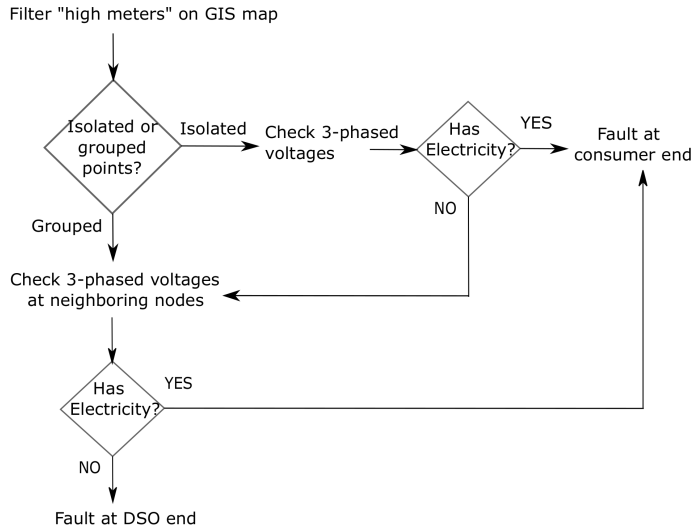 Filter "high meters" on GIS map
Isolated or
grouped
points?
Isolated
Check 3-phased
voltages
Has
Electricity?
YES
Fault at
consumer end
NO
Grouped
Check 3-phased voltages
at neighboring nodes
Has
Electricity?
YES
NO
Fault at DSO end